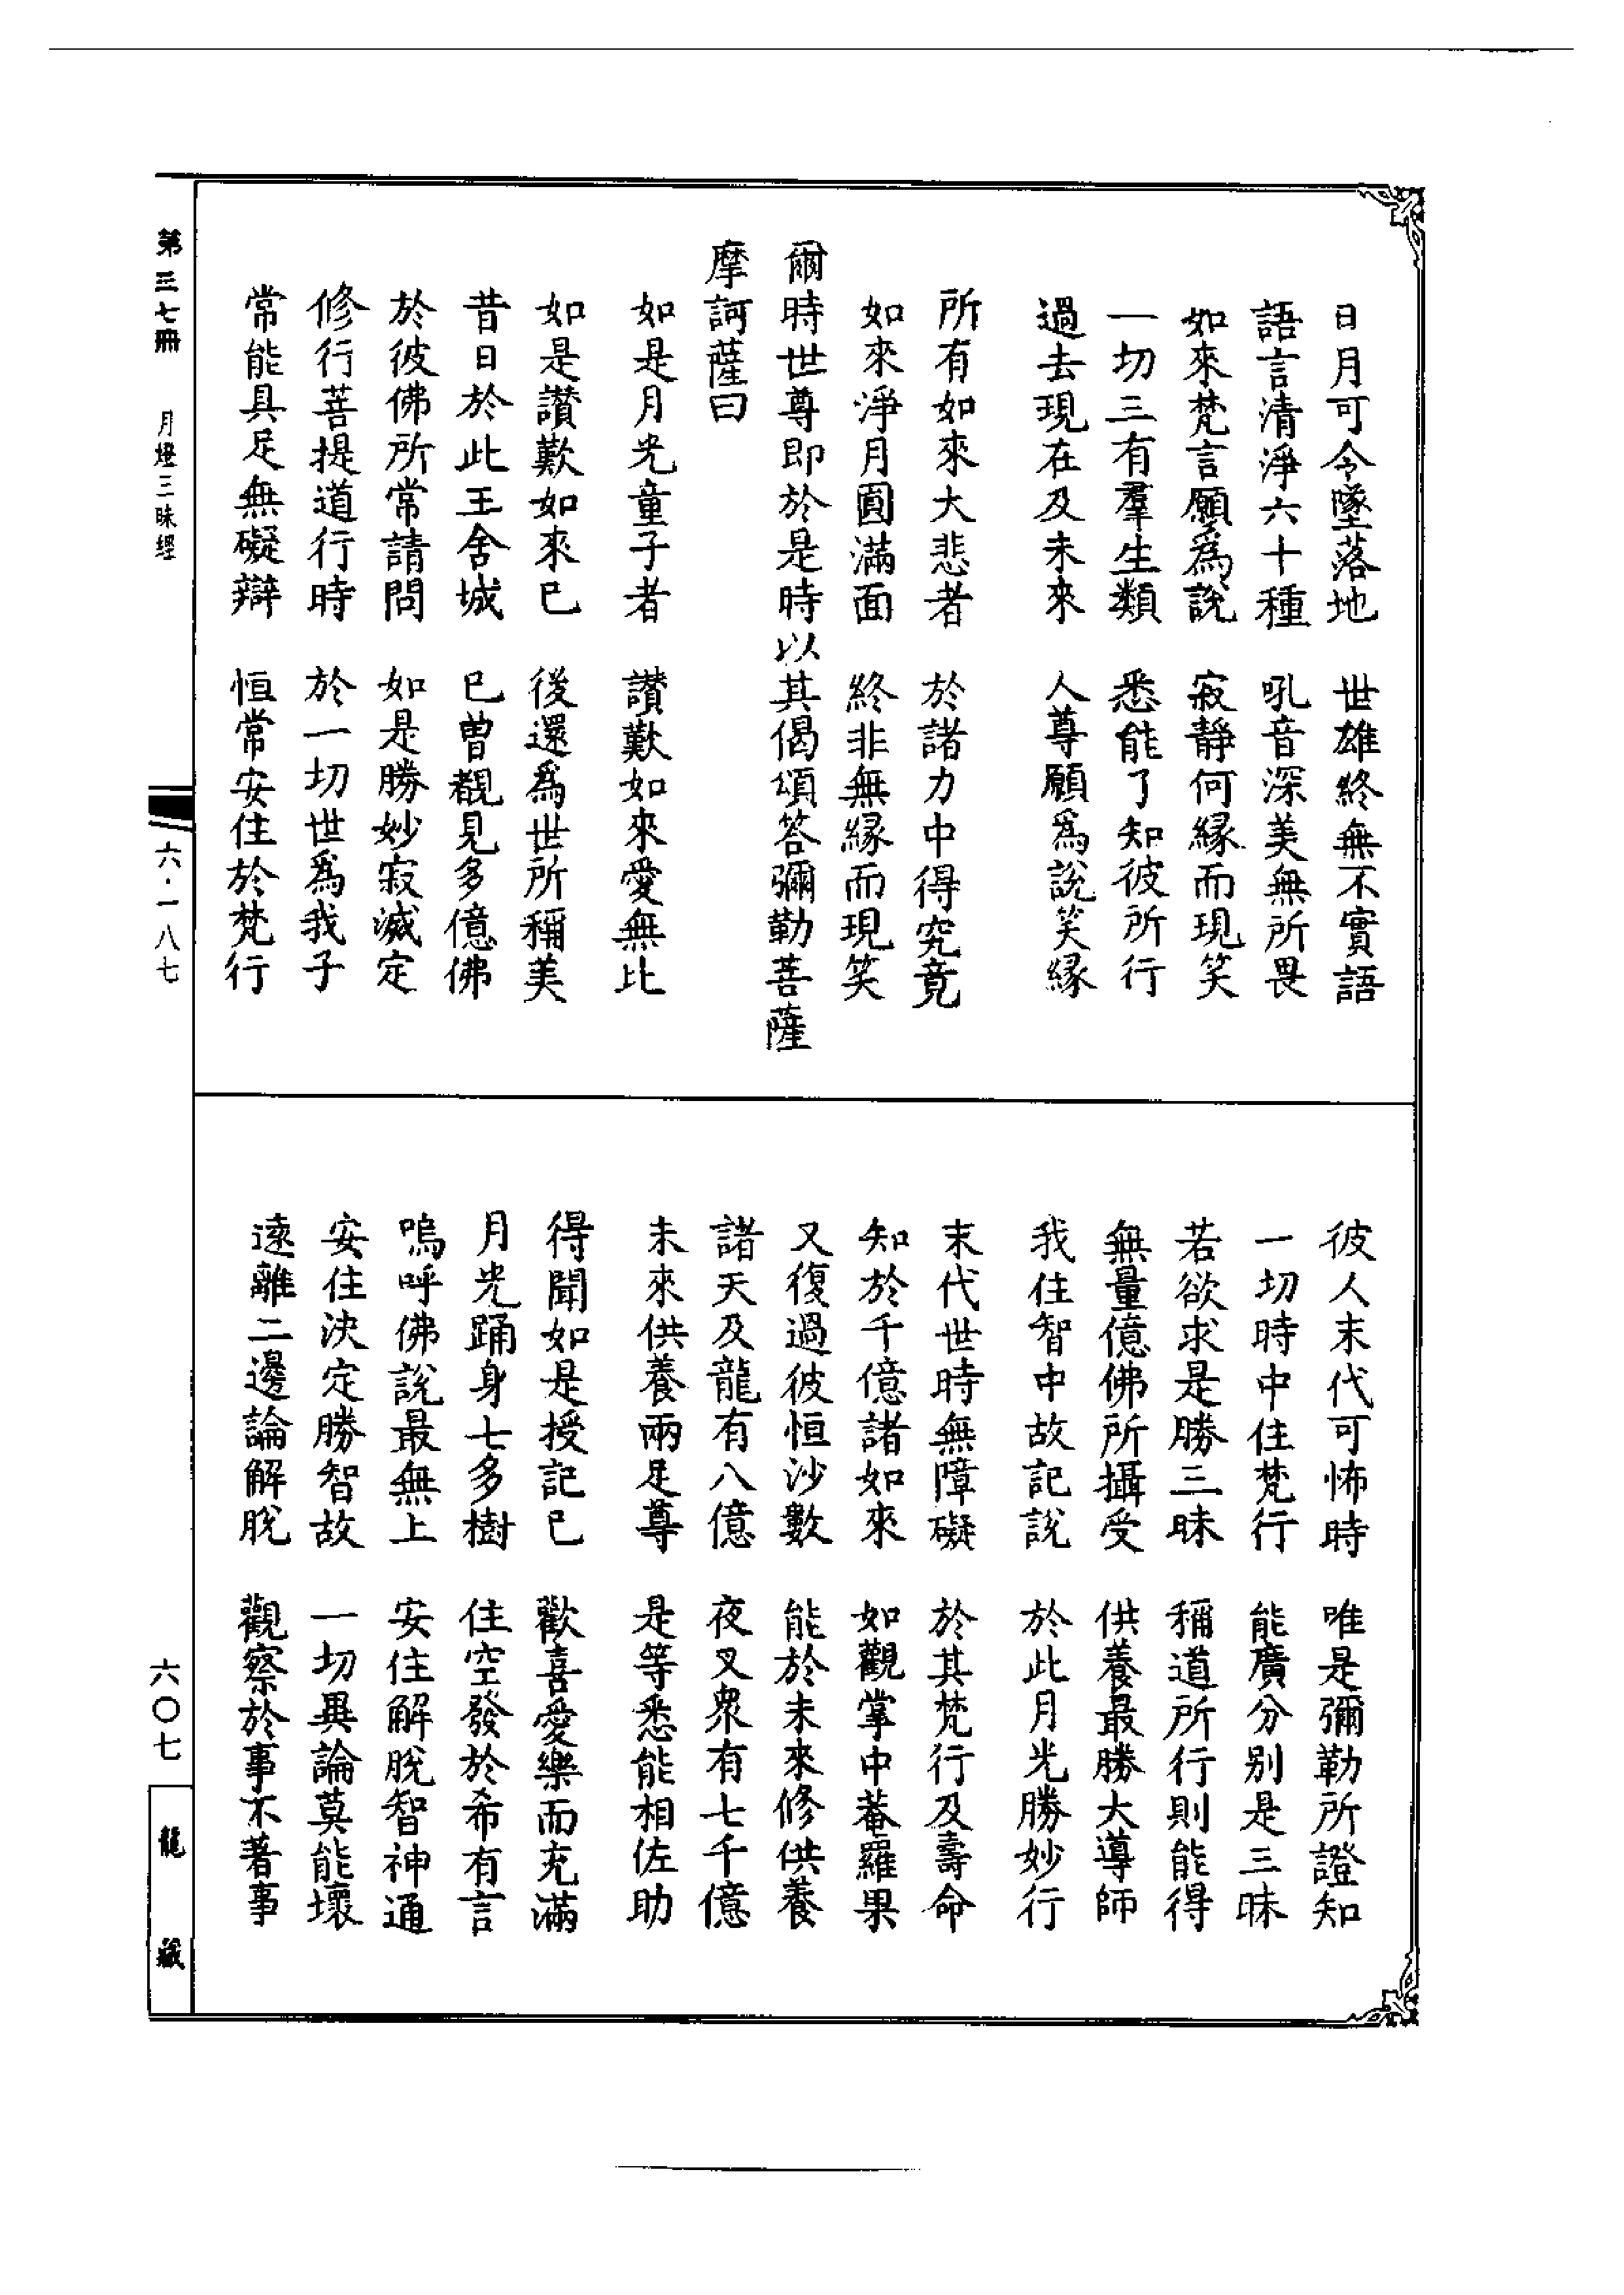 日月可令墜落地　世雄終無不實語
語言清淨六十種　吼音深美無所畏
如來梵言願爲說　寂靜何緣而現笑
一切三有羣生類　悉能了知彼所行
過去現在及未來　人尊願爲說笑緣
所有如來大悲者　於諸力中得究竟
如來淨月圓滿面　終非無緣而現笑
爾時世尊即於是時以其偈頌答彌勒菩薩
摩訶薩曰
如是月光童子者　讚歎如來愛無比
如是讚歎如來已　後還爲世所稱美
昔日於此王舍城　已曾覩見多億佛
於彼佛所常請問　如是勝妙寂滅定
修行菩提道行時　於一切世爲我子
常能具足無礙辯　恒常安住於梵行
彼人末代可怖時　唯是彌勒所證知
一切時中住梵行　能廣分別是三昧
若欲求是勝三昧　稱道所行則能得
無量億佛所攝受　供養最勝大導師
我住智中故記說　於此月光勝妙行
末代世時無障礙　於其梵行及壽命
知於千億諸如來　如觀掌中菴羅果
又復過彼恒沙數　能於未來修供養
諸天及龍有八億　夜叉衆有七千億
未來供養兩足尊　是等悉能相佐助
得聞如是授記已　歡喜愛樂而充滿
月光踊身七多樹　住空發於希有言
嗚呼佛說最無上　安住解脫智神通
安住決定勝智故　一切異論莫能壞
遠離二邊論解脫　觀察於事不著事
第三七冊　月燈三昧經
六·一八七
六〇七
龍藏